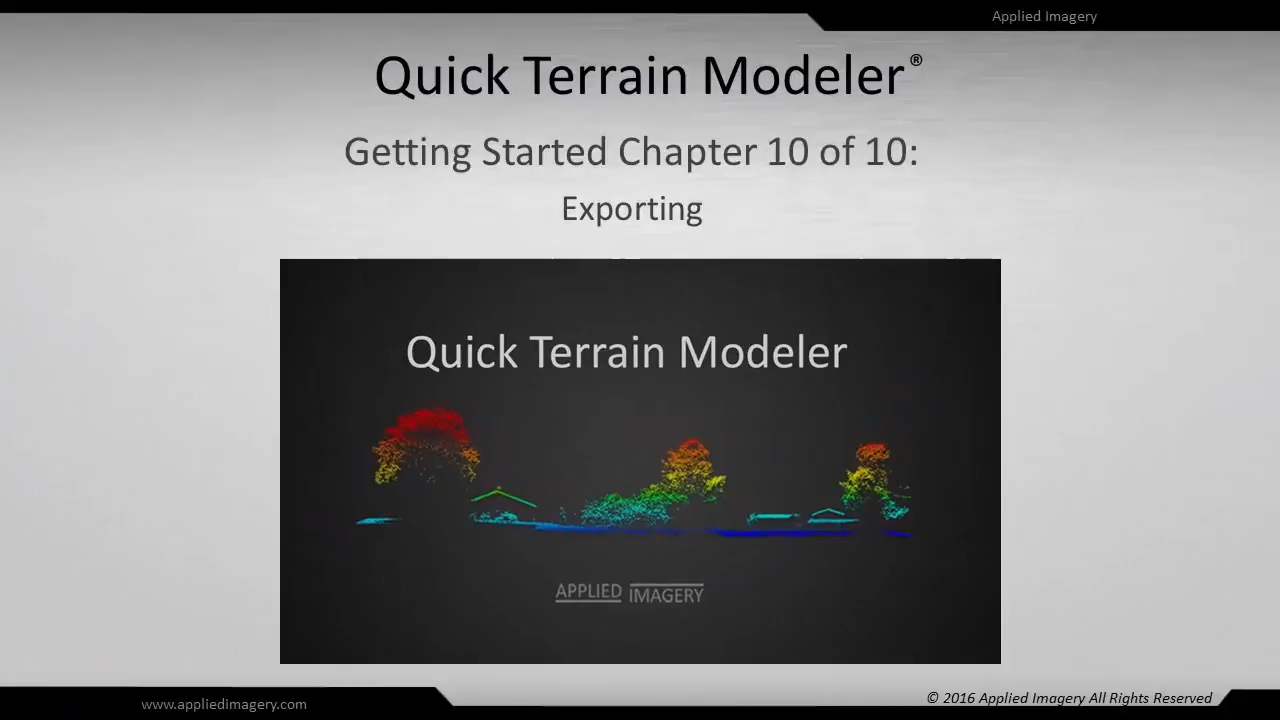 Applied Imagery
Quick Terrain Modeler®
Getting Started Chapter 10 of 10:
Exporting
Quick Terrain Modeler
APPLIED IMAGERY
www.appliedimagery.com
© 2016 Applied Imagery All Rights Reserved